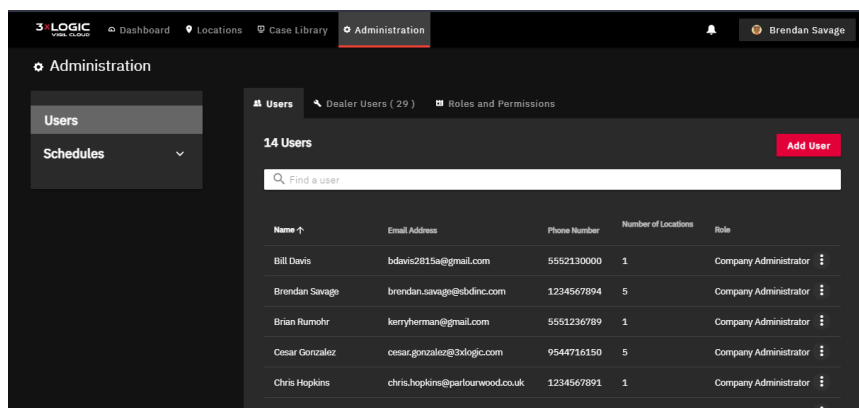 3XLOGIC
VIGIL CLOUD
Dashboard
Locations
Case Library
Administration
Brendan Savage
Administration
Users
Schedules
Users
Dealer Users ( 29 )
Roles and Permissions
14 Users
Add User
Find a user
Name Email Address Phone Number Number of Locations Role
Bill Davis bdavis2815a@gmail.com 5552130000 1 Company Administrator
Brendan Savage brendan.savage@sbdinc.com 1234567894 5 Company Administrator
Brian Rumohr kerryherman@gmail.com 5551236789 1 Company Administrator
Cesar Gonzalez cesar.gonzalez@3xlogic.com 9544716150 5 Company Administrator
Chris Hopkins chris.hopkins@parlourwood.co.uk 1234567891 1 Company Administrator